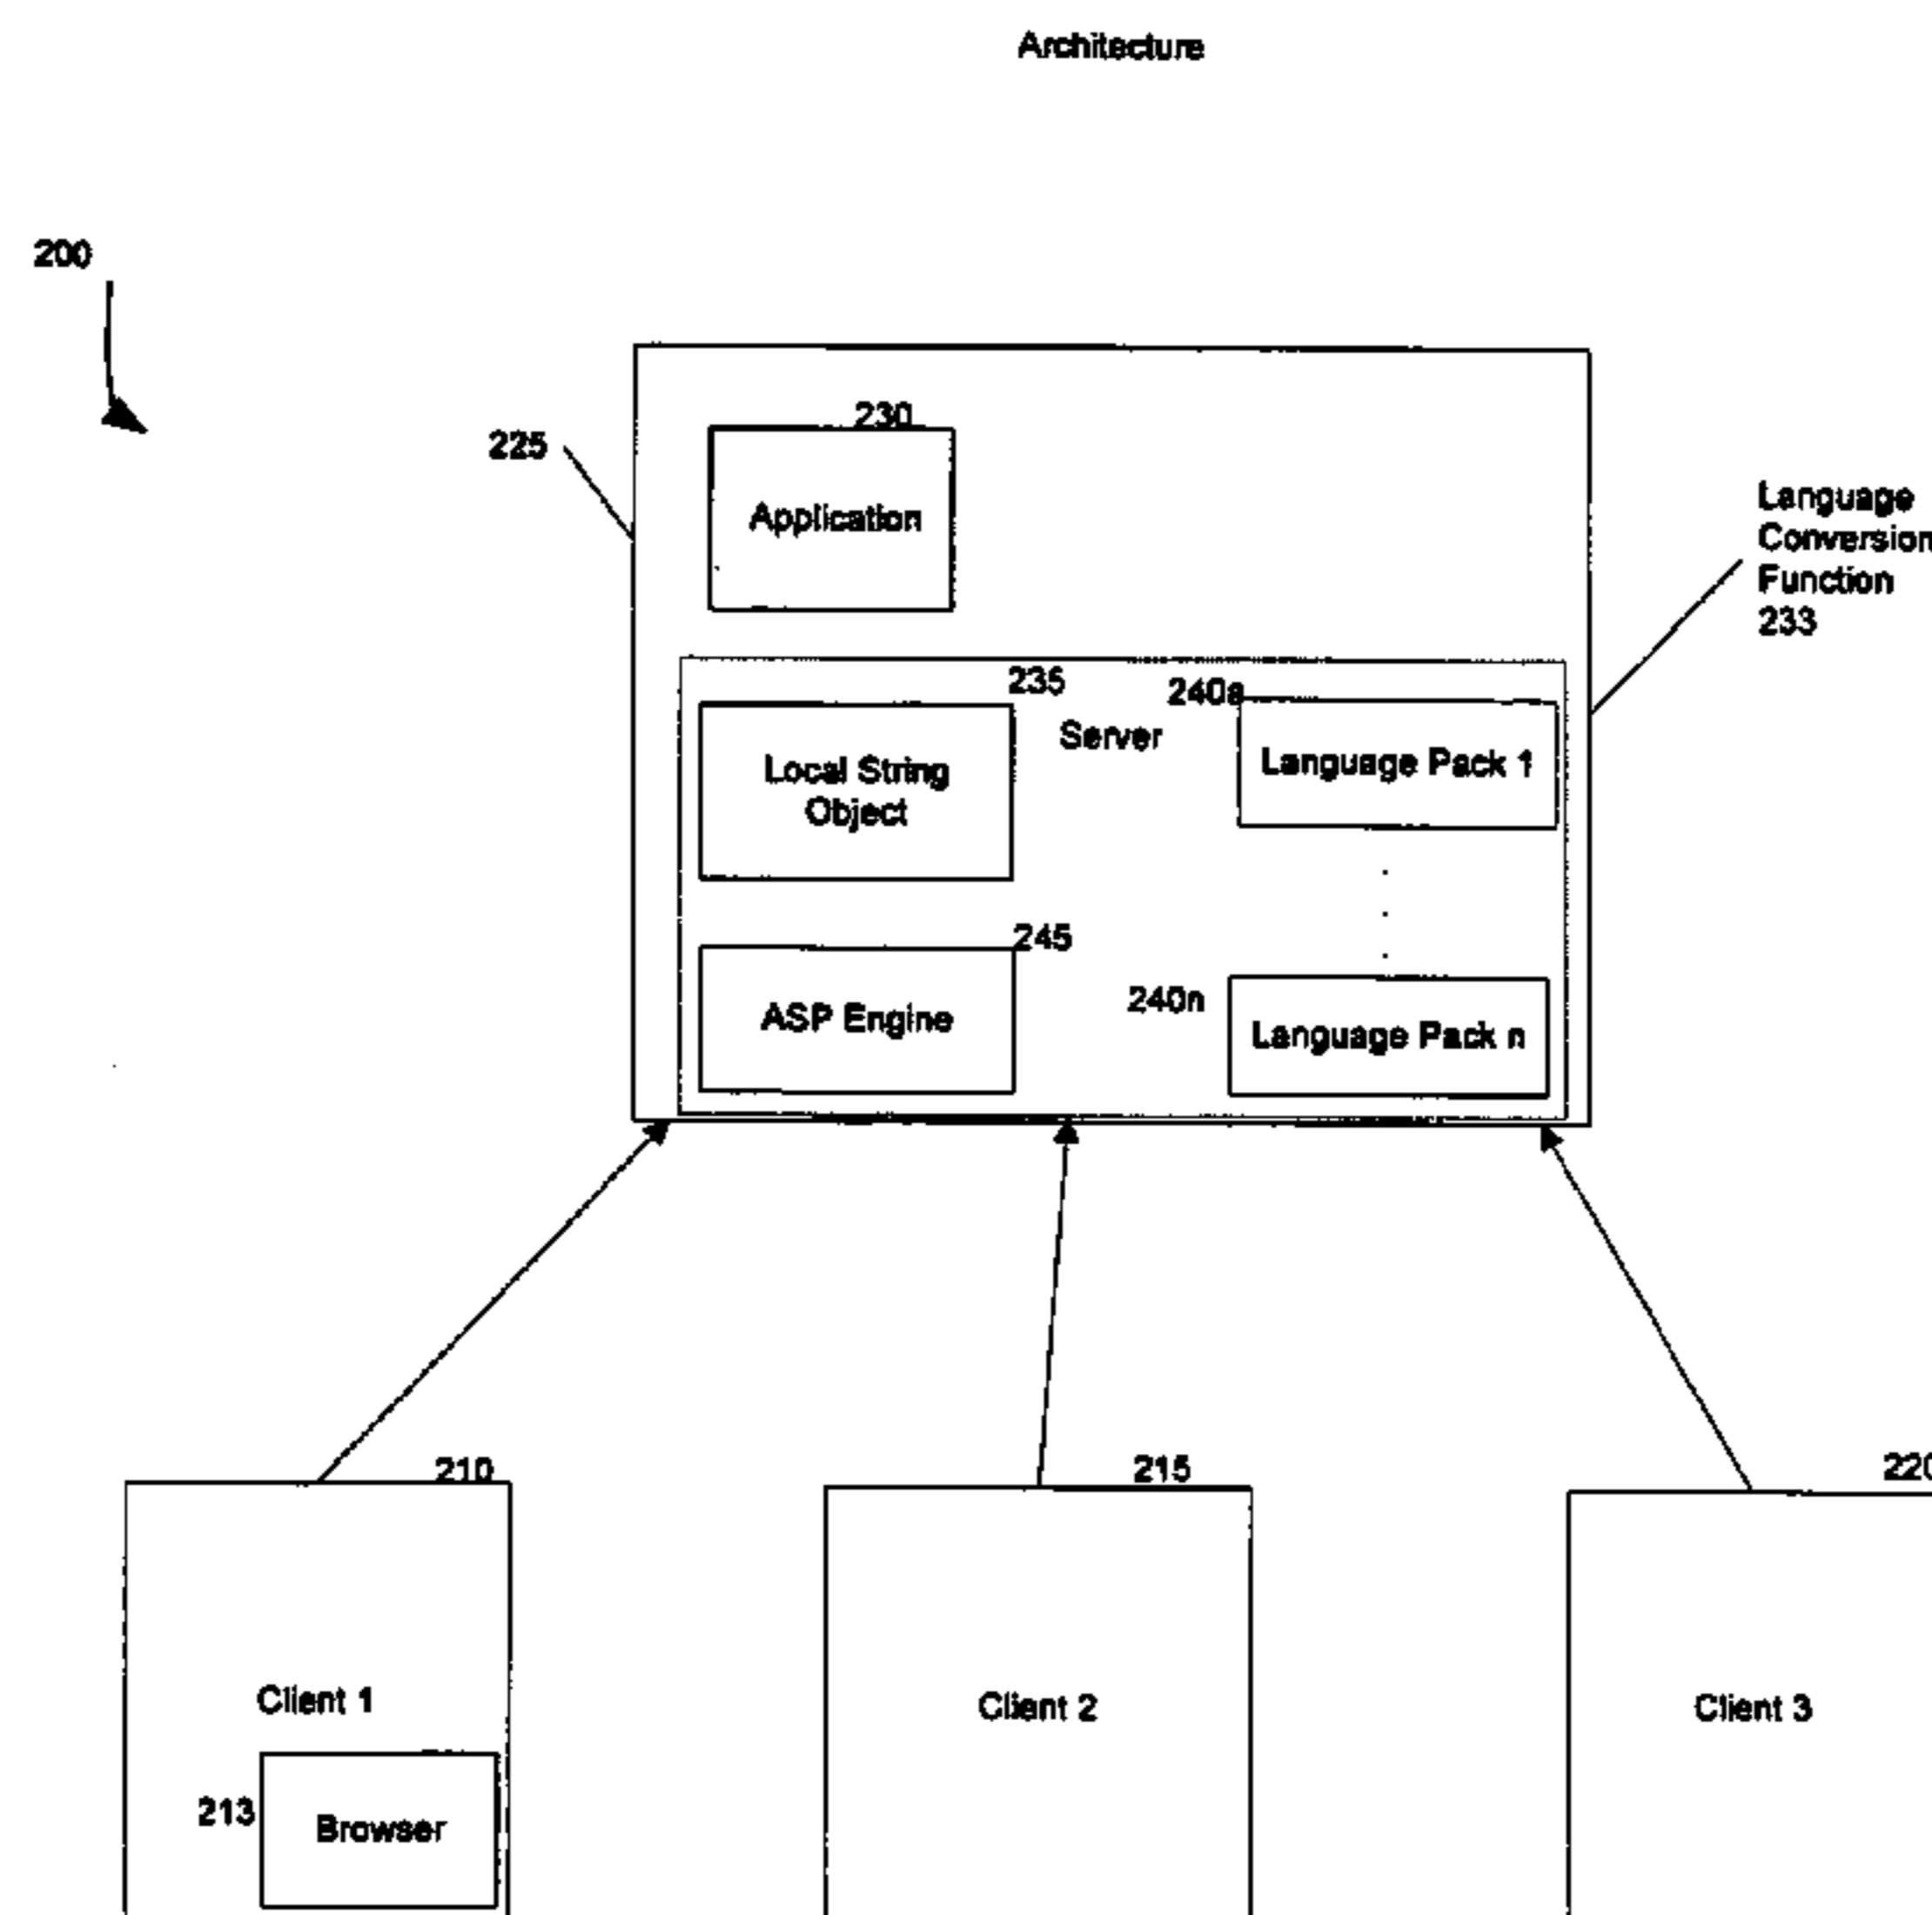 Architecture
200
230
225
Application
Language
Conversion
Function
233
235
240a
Server
Local String
Object
Language Pack 1
245
240n
ASP Engine
Language Pack n
210
215
220
Client 1
Client 2
Client 3
213
Browser